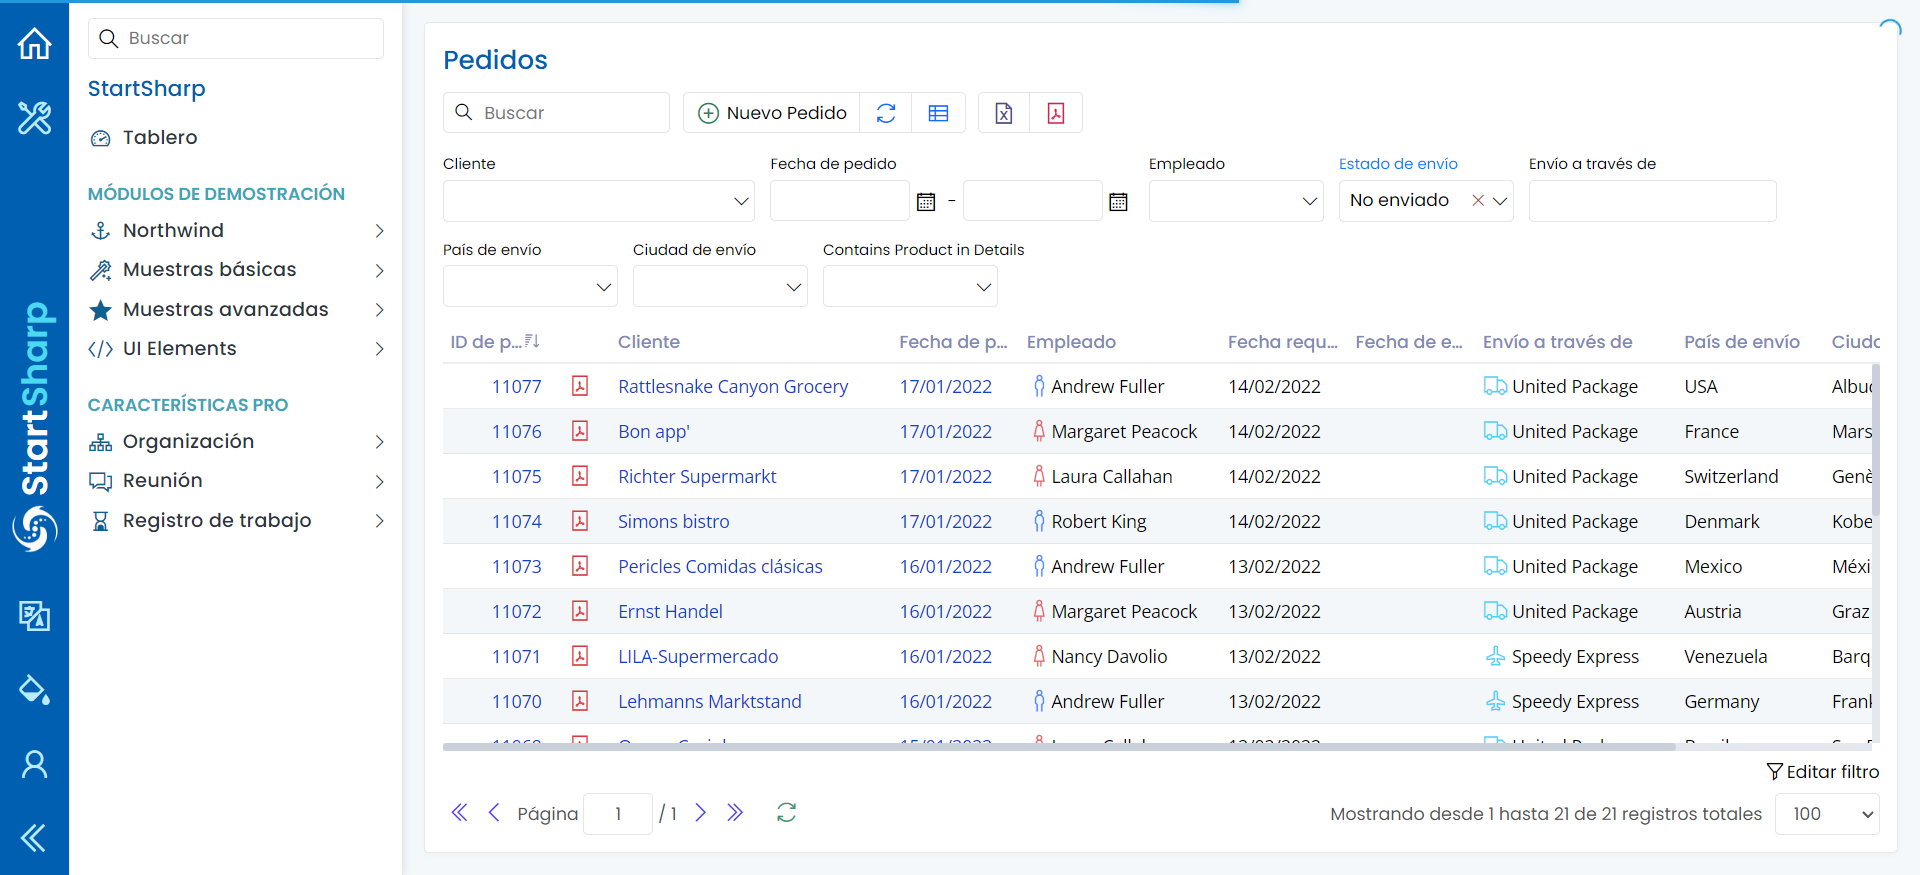 StartSharp
Buscar
StartSharp
Tablero
MÓDULOS DE DEMOSTRACIÓN
Northwind
Muestras básicas
Muestras avanzadas
UI Elements
CARACTERÍSTICAS PRO
Organización
Reunión
Registro de trabajo
Pedidos
Buscar
Nuevo Pedido
Cliente Fecha de pedido Empleado Estado de envío Envío a través de
- No enviado
País de envío Ciudad de envío Contains Product in Details
ID de p... Cliente Fecha de p... Empleado Fecha requ... Fecha de e... Envío a través de País de envío Ciudc
11077 Rattlesnake Canyon Grocery 17/01/2022 Andrew Fuller 14/02/2022 United Package USA Albuc
11076 Bon app' 17/01/2022 Margaret Peacock 14/02/2022 United Package France Mars
11075 Richter Supermarkt 17/01/2022 Laura Callahan 14/02/2022 United Package Switzerland Genè
11074 Simons bistro 17/01/2022 Robert King 14/02/2022 United Package Denmark Kobe
11073 Pericles Comidas clásicas 16/01/2022 Andrew Fuller 13/02/2022 United Package Mexico Méxi
11072 Ernst Handel 16/01/2022 Margaret Peacock 13/02/2022 United Package Austria Graz
11071 LILA-Supermercado 16/01/2022 Nancy Davolio 13/02/2022 Speedy Express Venezuela Barq
11070 Lehmanns Marktstand 16/01/2022 Andrew Fuller 13/02/2022 Speedy Express Germany Frank
Editar filtro
Página 1 / 1
Mostrando desde 1 hasta 21 de 21 registros totales 100